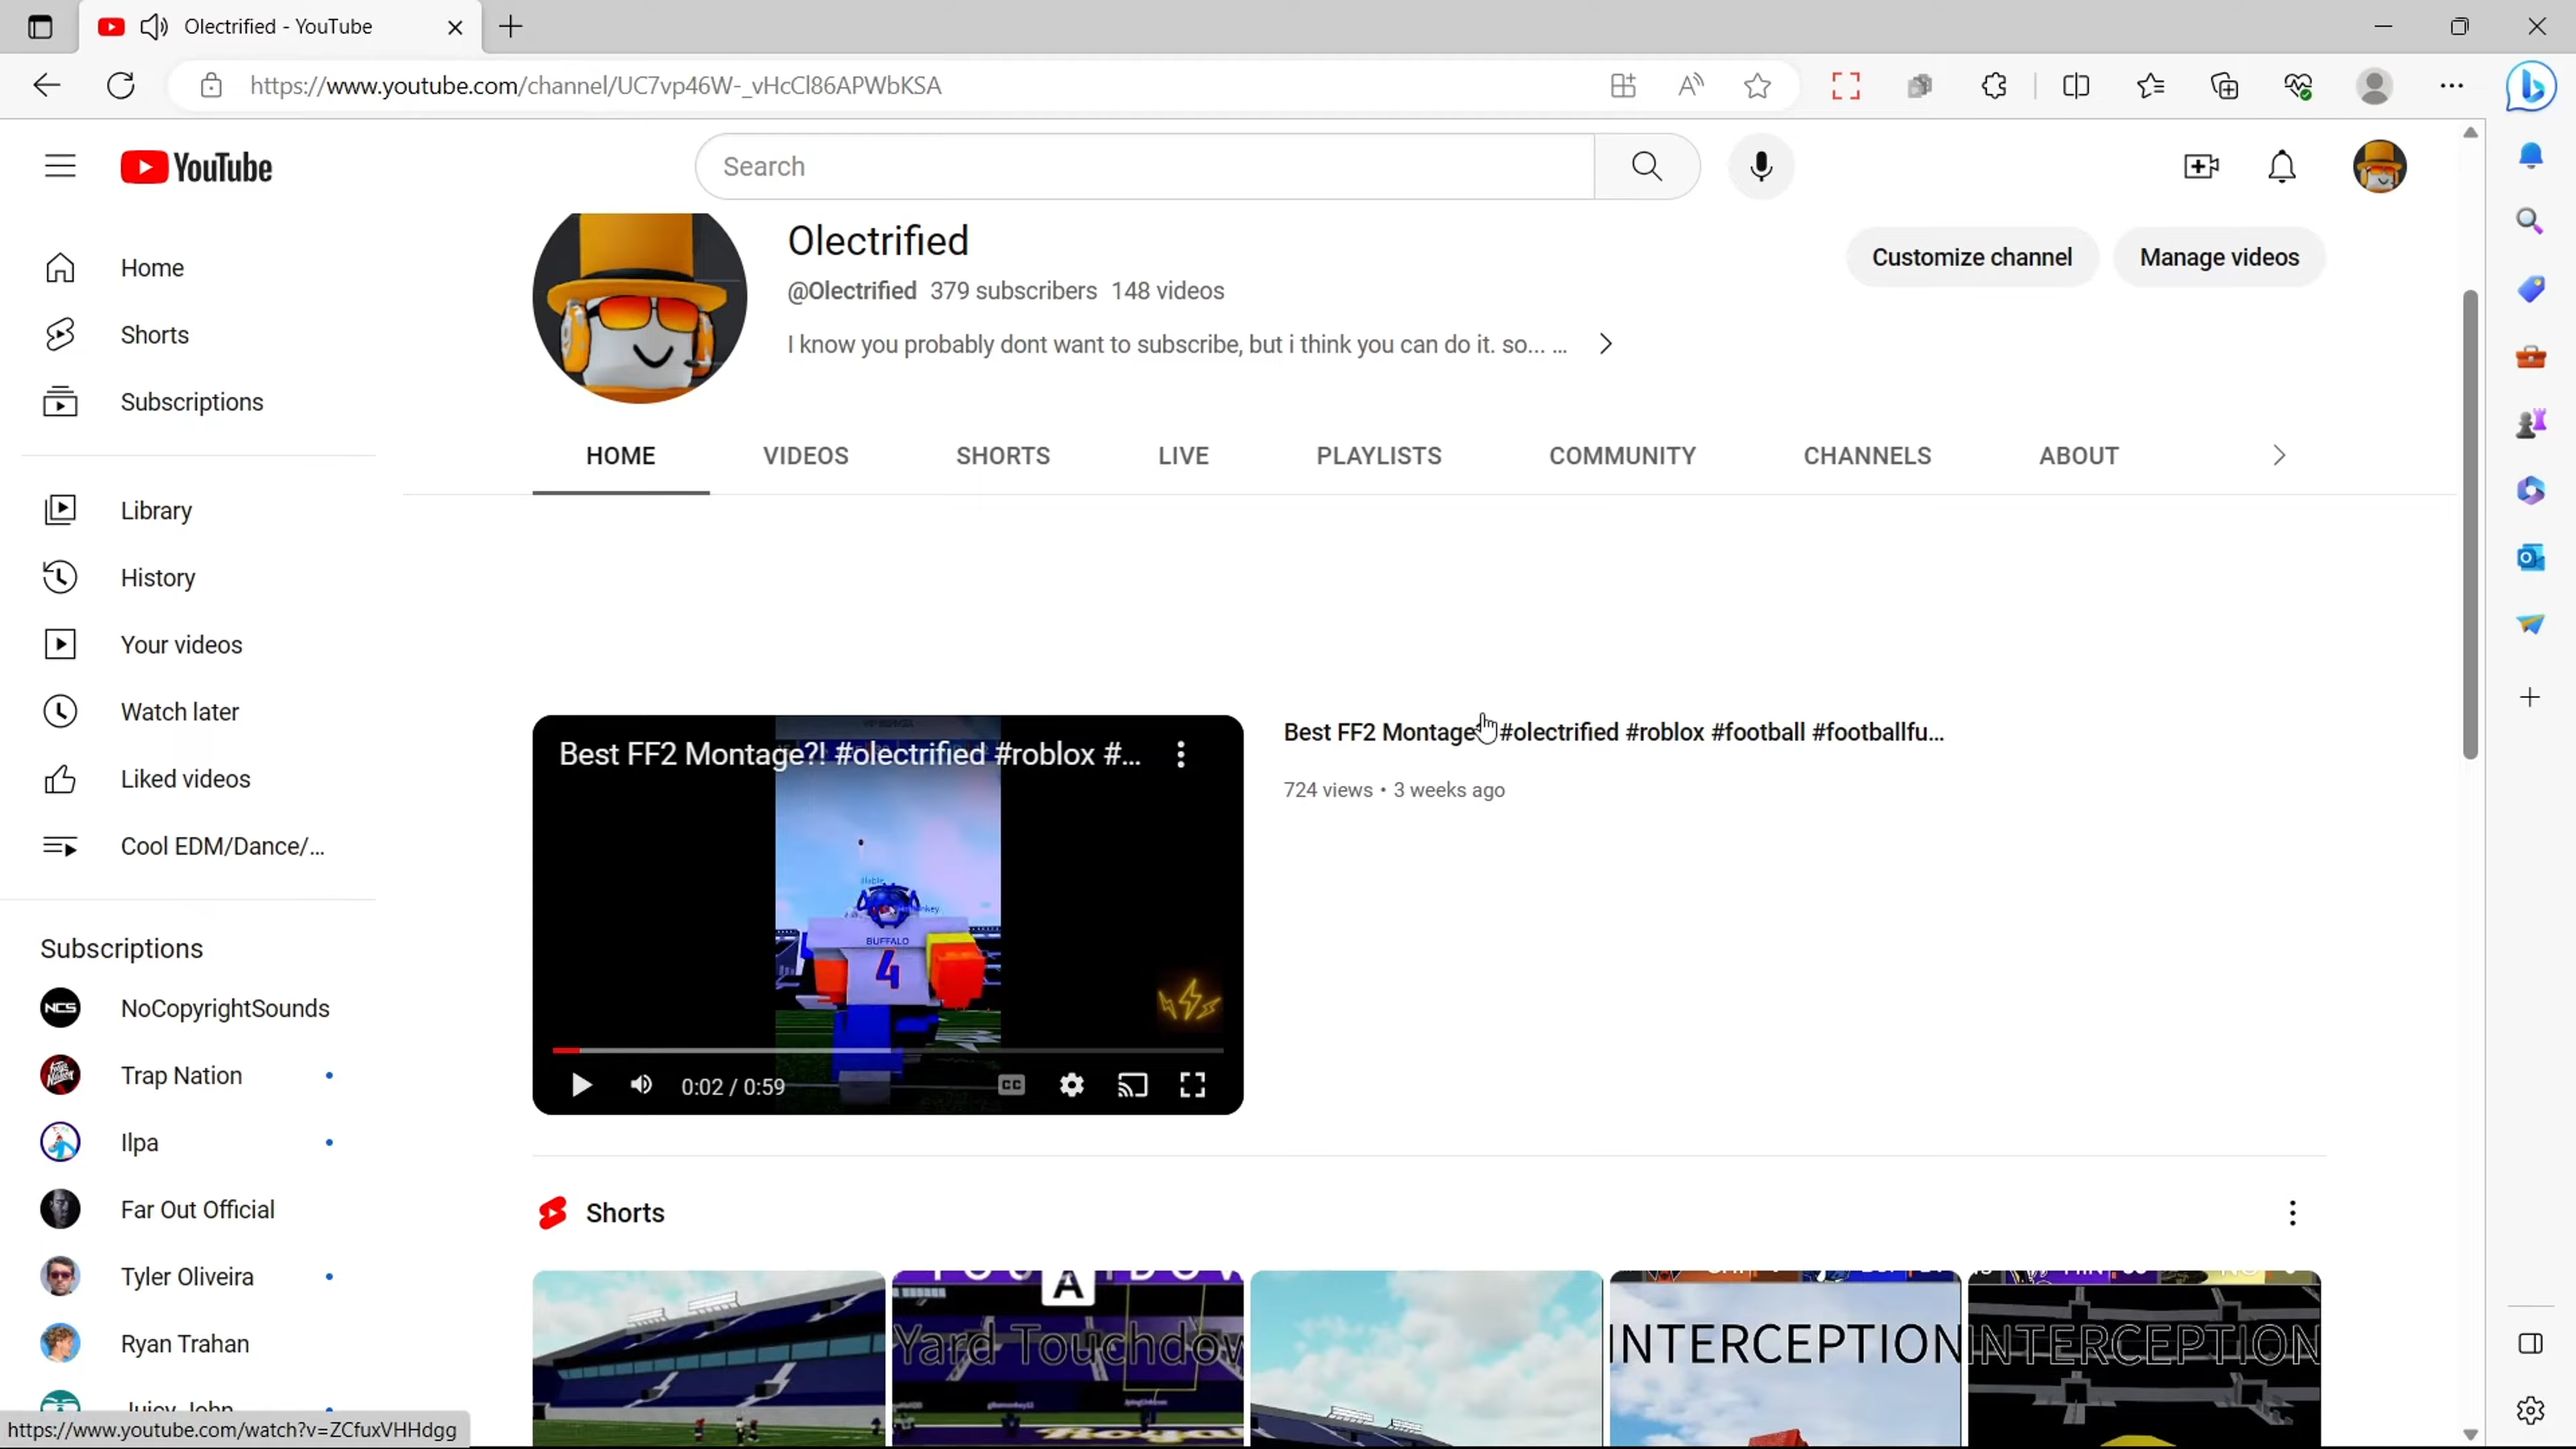 Olectrified - YouTube
https://www.youtube.com/channel/UC7vp46W-_vHcCl86APWbKSA
YouTube
Search
Home
Shorts
Subscriptions
Library
History
Your videos
Watch later
Liked videos
Cool EDM/Dance/...
Subscriptions
NCS NoCopyrightSounds
Trap Nation
Ilpa
Far Out Official
Tyler Oliveira
Ryan Trahan
Juicy John
https://www.youtube.com/watch?v=ZCfuxVHHdgg
Olectrified
@Olectrified 379 subscribers 148 videos
I know you probably dont want to subscribe, but i think you can do it. so... ...
Customize channel
Manage videos
HOME VIDEOS SHORTS LIVE PLAYLISTS COMMUNITY CHANNELS ABOUT
Best FF2 Montage?! #olectrified #roblox #...
BUFFALO
4
0:02 / 0:59
CC
Best FF2 Montage #olectrified #roblox #football #footballfu...
724 views • 3 weeks ago
Shorts
A
Yard Touchdow
INTERCEPTION
INTERCEPTION